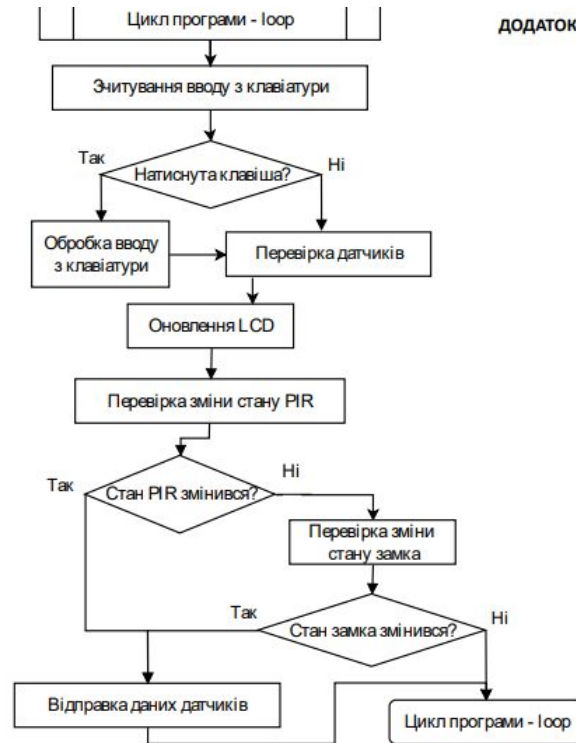 ДОДАТОК
Цикл програми - loop
Зчитування вводу з клавіатури
Так
Натиснута клавіша?
Ні
Обробка вводу
з клавіатури
Перевірка датчиків
Оновлення LCD
Перевірка зміни стану PIR
Так
Стан PIR змінився?
Ні
Перевірка зміни
стану замка
Так
Стан замка змінився?
Ні
Відправка даних датчиків
Цикл програми - loop